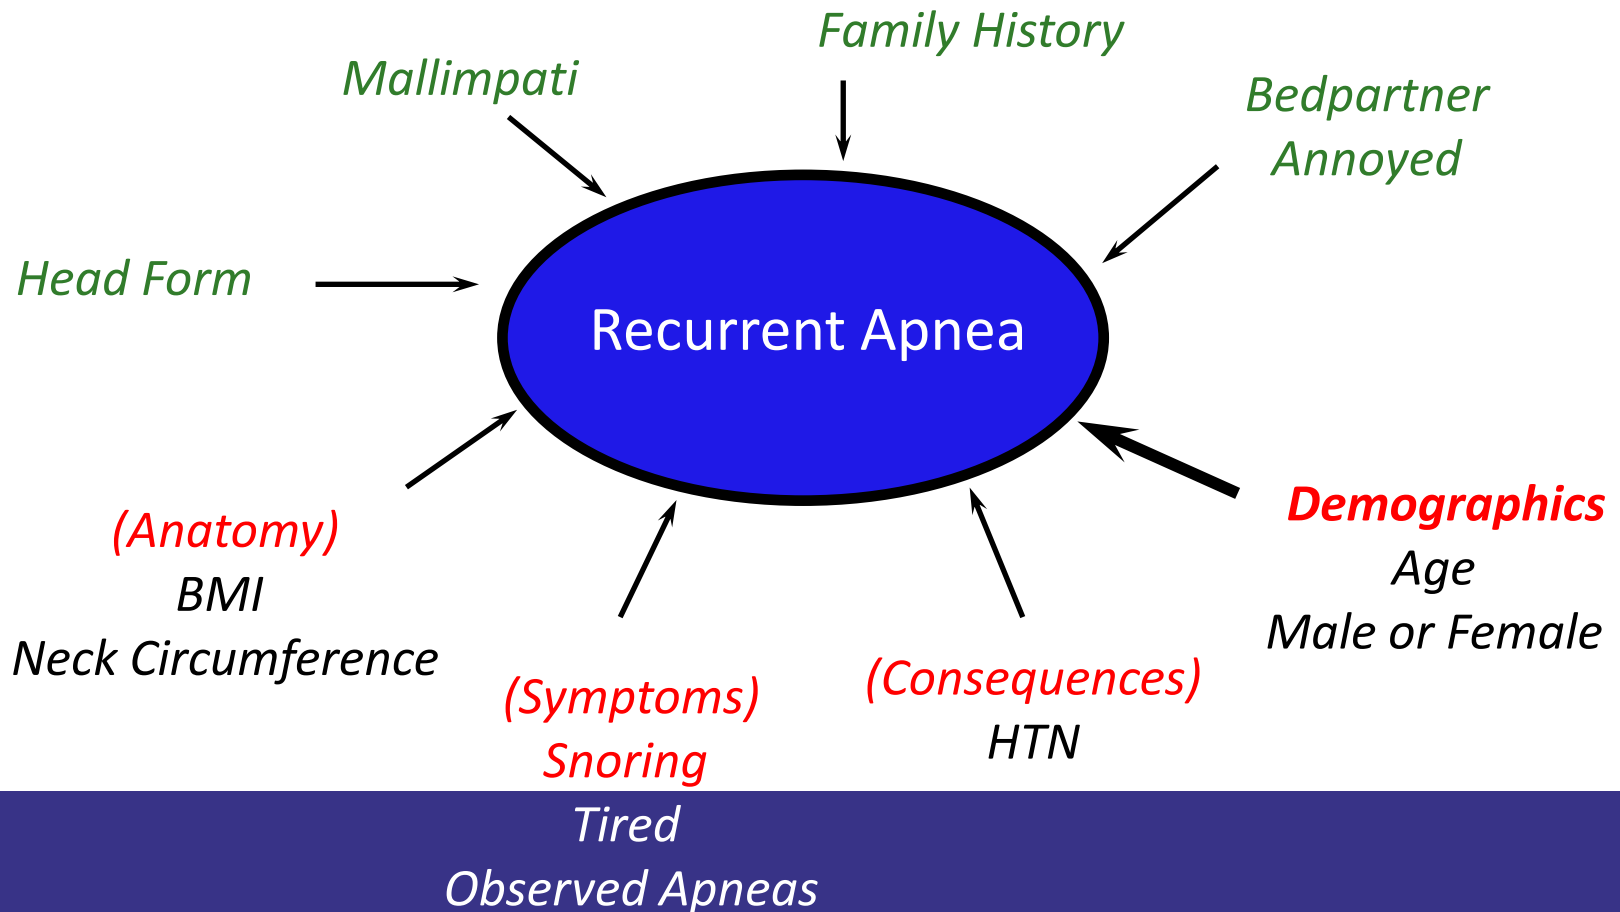 Family History
Mallimpati
Bedpartner
Annoyed
Head Form
Recurrent Apnea
(Anatomy)
BMI
Neck Circumference
(Symptoms)
Snoring
Tired
Observed Apneas
(Consequences)
HTN
Demographics
Age
Male or Female